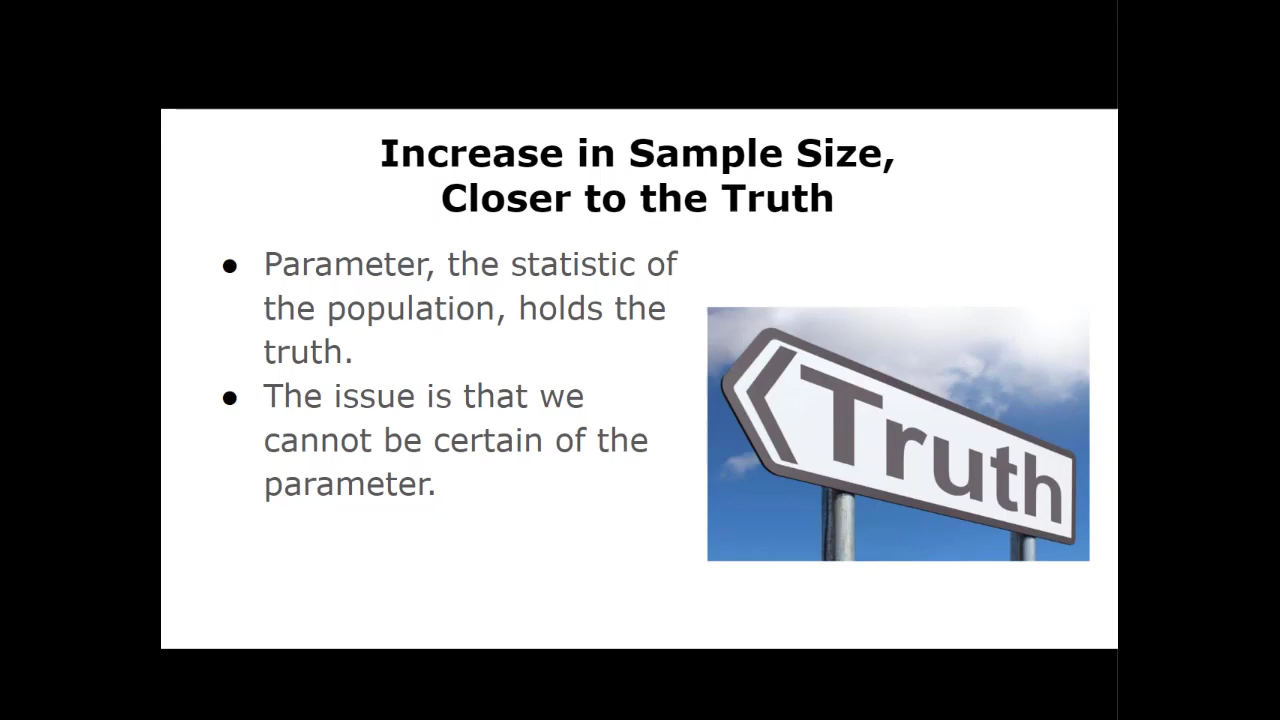 Increase in Sample Size,
Closer to the Truth
● Parameter, the statistic of
the population, holds the
truth.
● The issue is that we
cannot be certain of the
parameter.
Truth